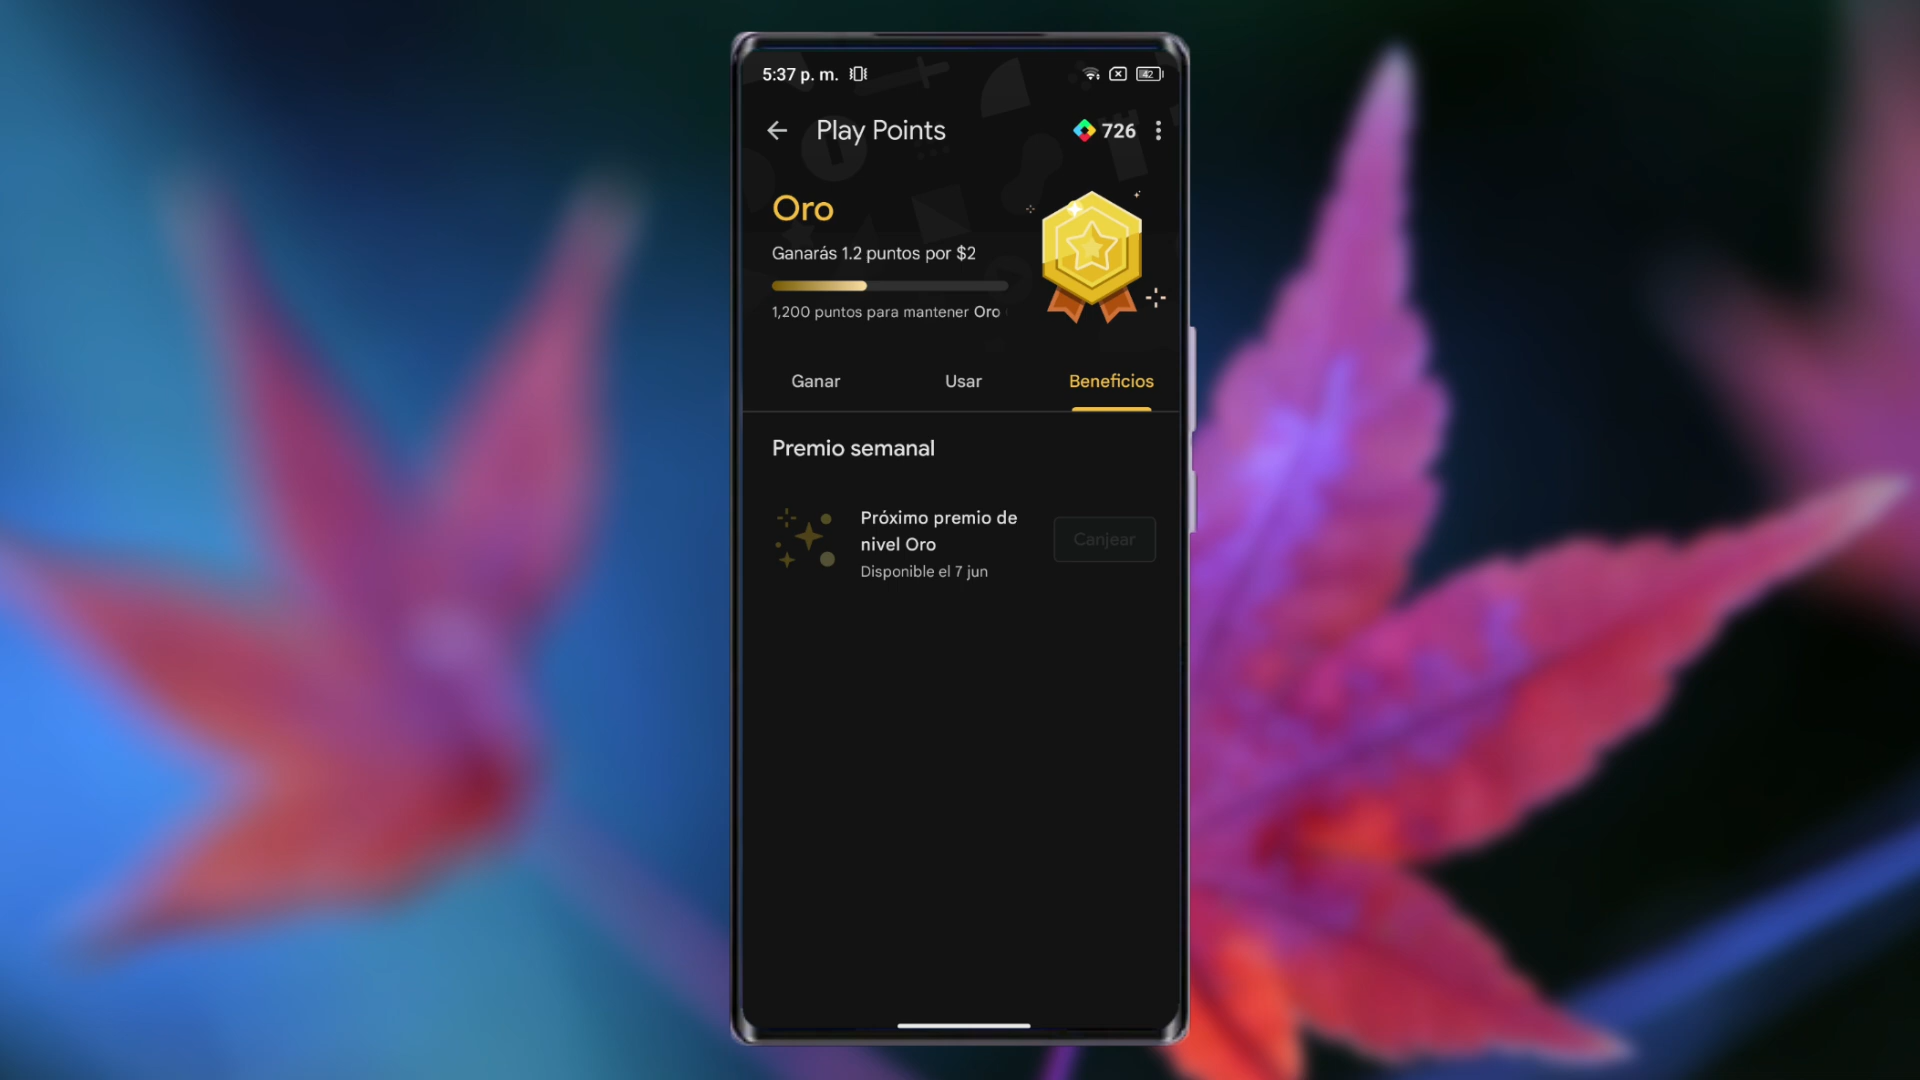 5:37 p. m.
42
Play Points
726
Oro
Ganarás 1.2 puntos por $2
1,200 puntos para mantener Oro
Ganar
Usar
Beneficios
Premio semanal
Próximo premio de
nivel Oro
Disponible el 7 jun
Canjear